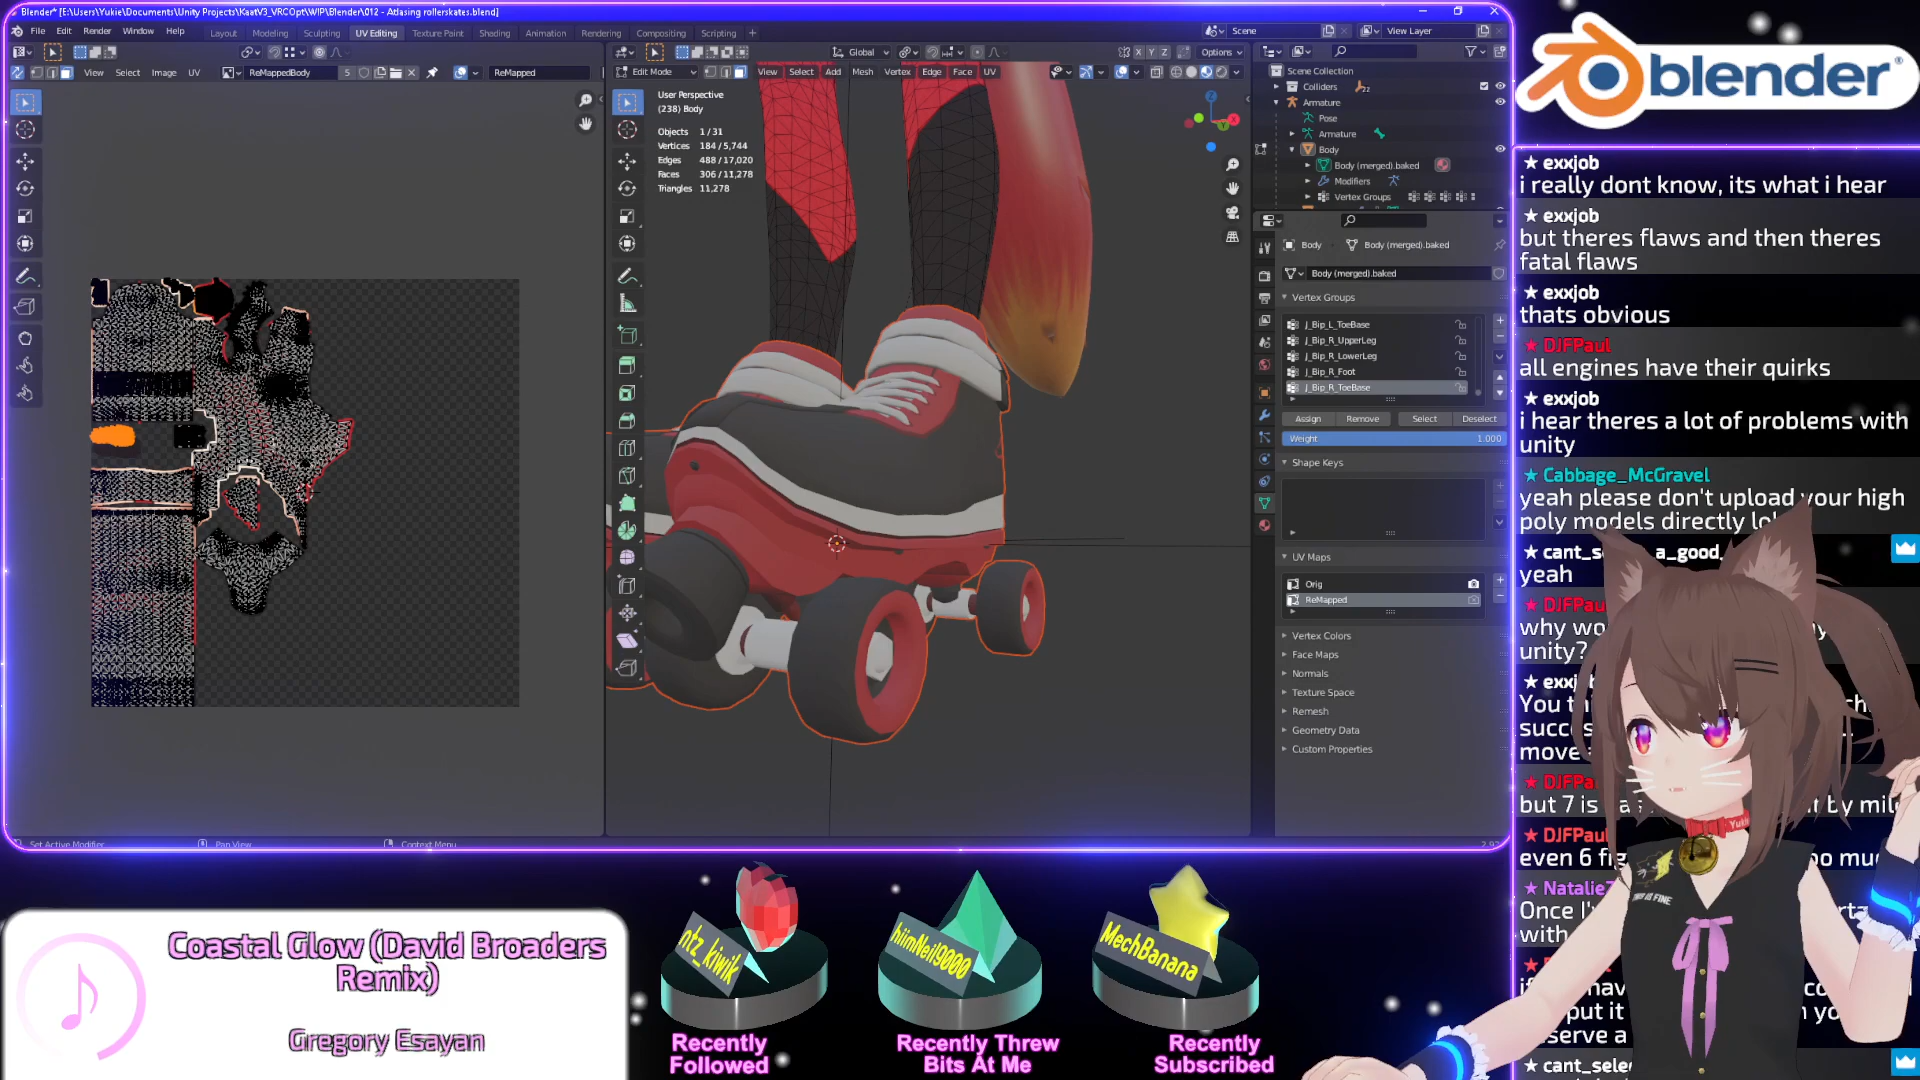 Blender* [E:\Users\Yukie\Documents\Unity Projects\KaatV3_VRCOpt\WIP\Blender\012 - Atlasing rollerskates.blend]
File Edit Render Window Help Layout Modeling Sculpting UV Editing Texture Paint Shading Animation Rendering Compositing Scripting
Scene View Layer
Global Options
View Select Image UV ReMappedBody 5 ReMapped
Edit Mode View Select Add Mesh Vertex Edge Face UV
User Perspective
(238) Body
Objects 1 / 31
Vertices 184 / 5,744
Edges 488 / 17,020
Faces 306 / 11,278
Triangles 11,278
Scene Collection
Colliders
Armature
Pose
Armature
Body
Body (merged).baked
Modifiers
Vertex Groups
Body Body (merged).baked
Body (merged).baked
Vertex Groups
J_Bip_L_ToeBase
J_Bip_R_UpperLeg
J_Bip_R_LowerLeg
J_Bip_R_Foot
J_Bip_R_ToeBase
Assign Remove Select Deselect
Weight 1.000
Shape Keys
UV Maps
Orig
ReMapped
Vertex Colors
Face Maps
Normals
Texture Space
Remesh
Geometry Data
Custom Properties
Set Active Modifier Pan View Context Menu
blender
exxjob
i really dont know, its what i hear
exxjob
but theres flaws and then theres
fatal flaws
exxjob
thats obvious
DJFPaul
all engines have their quirks
exxjob
i hear theres a lot of problems with
unity
Cabbage_McGravel
yeah please don't upload your high
poly models directly
yeah
unity?
even 6
Once
with
Coastal Glow (David Broaders
Remix)
Gregory Esayan
ntz_kiwik
Recently
Followed
hiimNeil9000
Recently Threw
Bits At Me
MechBanana
Recently
Subscribed